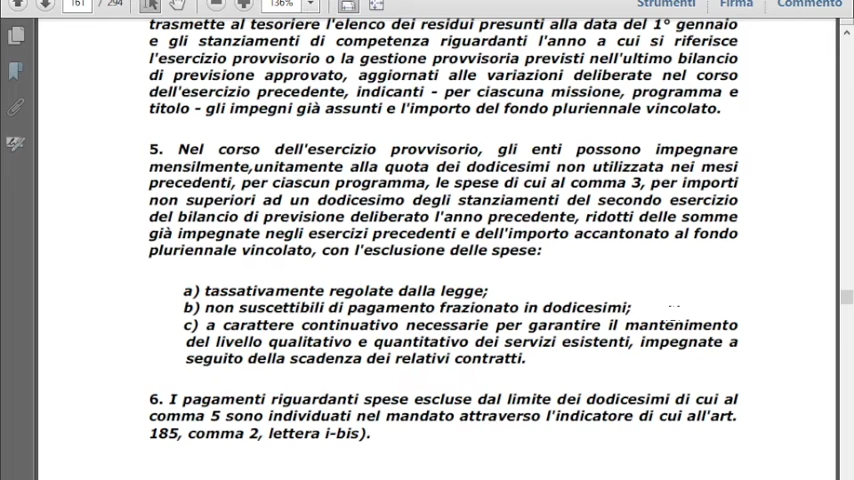 161 / 294 136% Strumenti Firma Commento
trasmette al tesoriere l'elenco dei residui presunti alla data del 1° gennaio
e gli stanziamenti di competenza riguardanti l'anno a cui si riferisce
l'esercizio provvisorio o la gestione provvisoria previsti nell'ultimo bilancio
di previsione approvato, aggiornati alle variazioni deliberate nel corso
dell'esercizio precedente, indicanti - per ciascuna missione, programma e
titolo - gli impegni già assunti e l'importo del fondo pluriennale vincolato.
5. Nel corso dell'esercizio provvisorio, gli enti possono impegnare
mensilmente,unitamente alla quota dei dodicesimi non utilizzata nei mesi
precedenti, per ciascun programma, le spese di cui al comma 3, per importi
non superiori ad un dodicesimo degli stanziamenti del secondo esercizio
del bilancio di previsione deliberato l'anno precedente, ridotti delle somme
già impegnate negli esercizi precedenti e dell'importo accantonato al fondo
pluriennale vincolato, con l'esclusione delle spese:
a) tassativamente regolate dalla legge;
b) non suscettibili di pagamento frazionato in dodicesimi;
c) a carattere continuativo necessarie per garantire il mantenimento
del livello qualitativo e quantitativo dei servizi esistenti, impegnate a
seguito della scadenza dei relativi contratti.
6. I pagamenti riguardanti spese escluse dal limite dei dodicesimi di cui al
comma 5 sono individuati nel mandato attraverso l'indicatore di cui all'art.
185, comma 2, lettera i-bis).